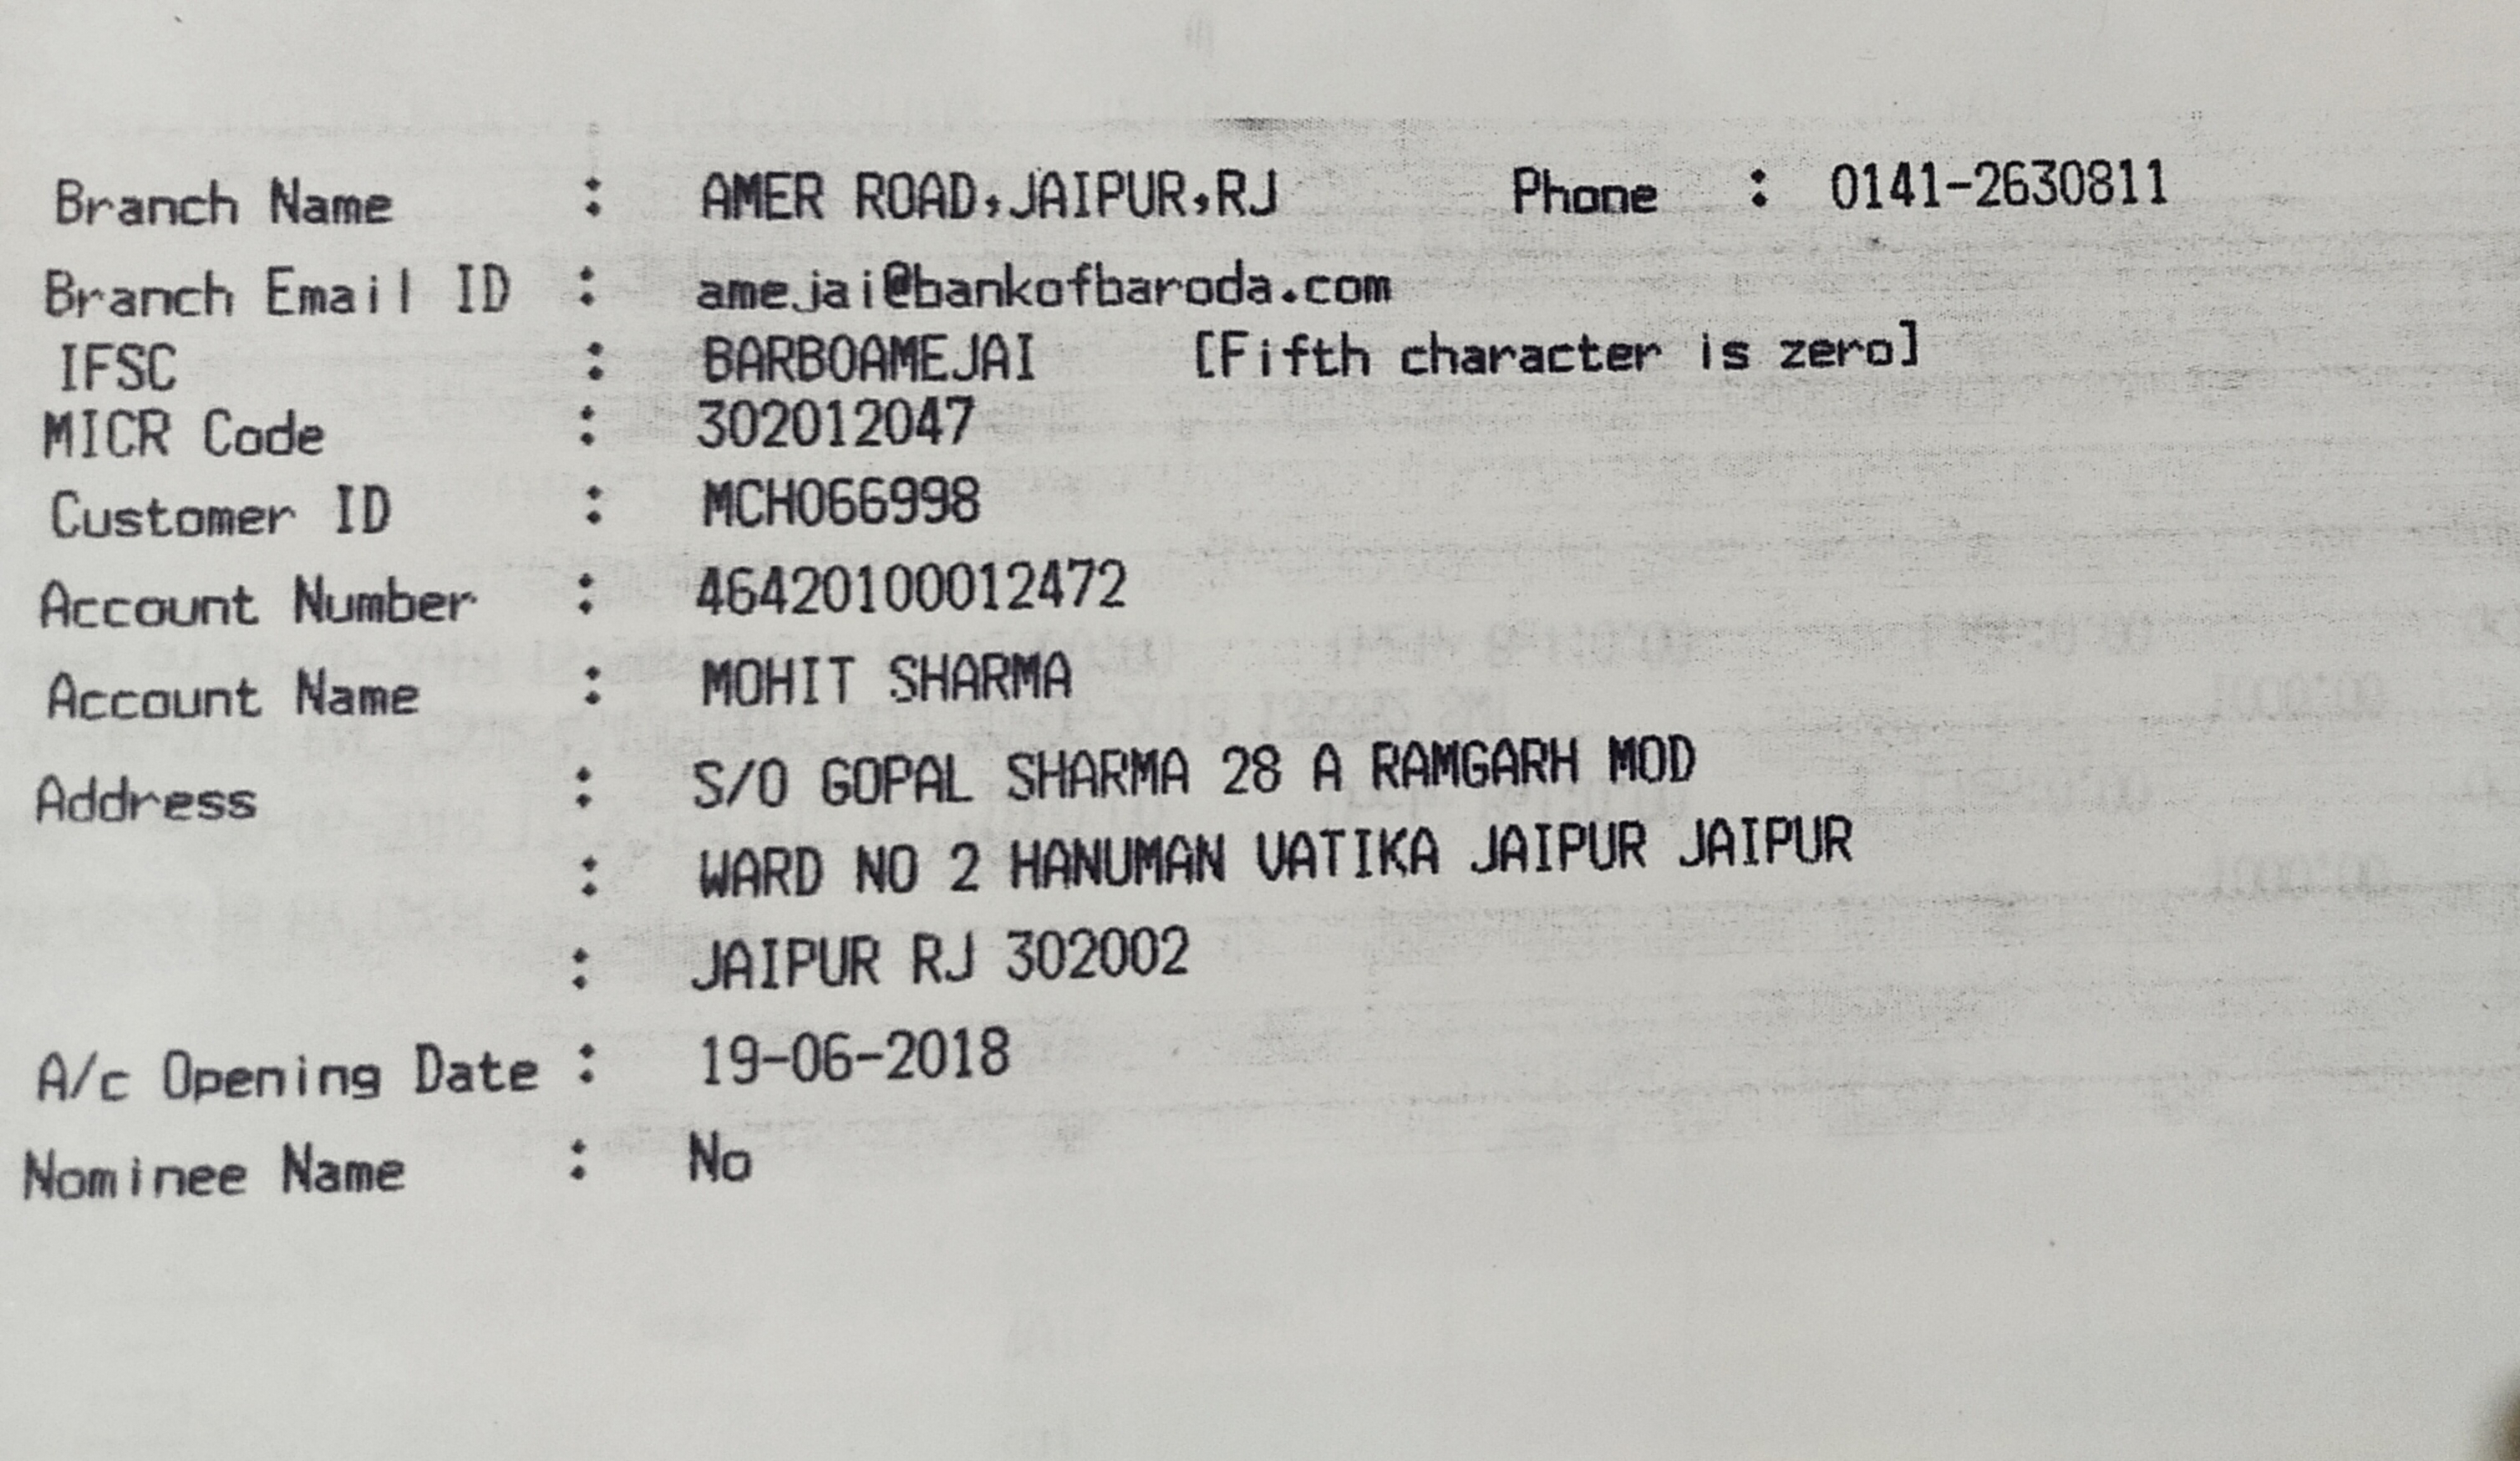 Branch Name : AMER ROAD,JAIPUR,RJ Phone : 0141-2630811
Branch Email ID : amejai@bankofbaroda.com
IFSC : BARB0AMEJAI [Fifth character is zero]
MICR Code : 302012047
Customer ID : MCH066998
Account Number : 46420100012472
Account Name : MOHIT SHARMA
Address : S/O GOPAL SHARMA 28 A RAMGARH MOD
: WARD NO 2 HANUMAN VATIKA JAIPUR JAIPUR
: JAIPUR RJ 302002
A/c Opening Date : 19-06-2018
Nominee Name : No